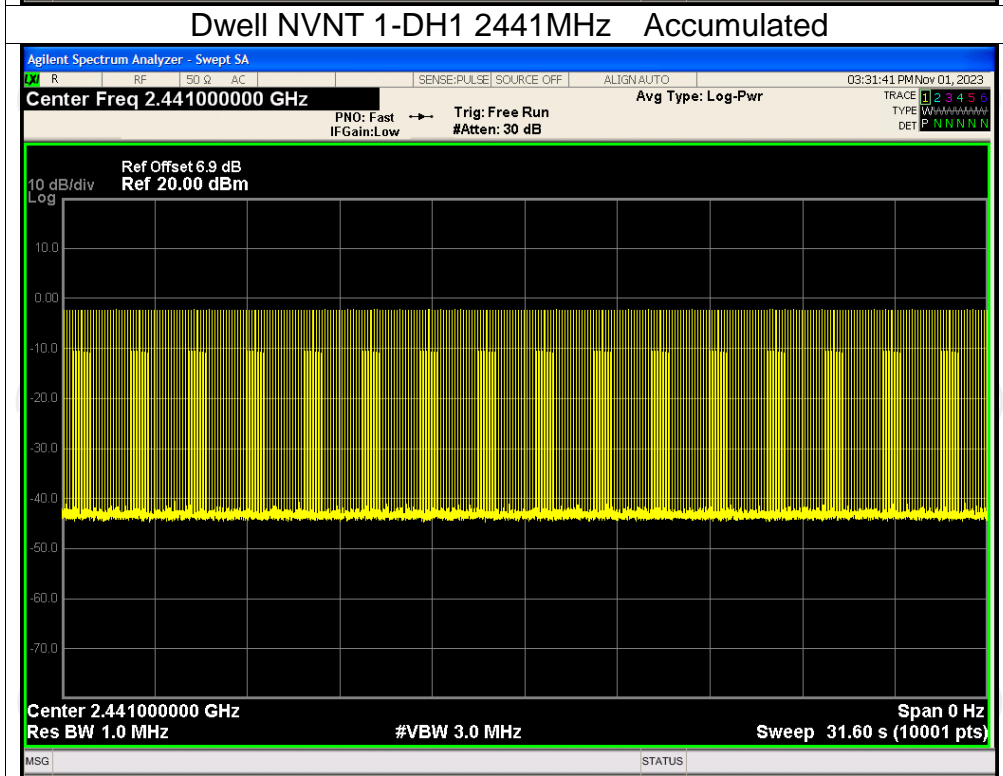 Dwell NVNT 1-DH1 2441MHz Accumulated
Agilent Spectrum Analyzer - Swept SA
LXI R RF 50 Ω AC SENSE:PULSE SOURCE OFF ALIGN AUTO 03:31:41 PM Nov 01, 2023
Center Freq 2.441000000 GHz Avg Type: Log-Pwr TRACE 1 2 3 4 5 6
PNO: Fast Trig: Free Run TYPE WWWWWW
IFGain:Low #Atten: 30 dB DET P N N N N N
Ref Offset 6.9 dB
10 dB/div Ref 20.00 dBm
Log
10.0
0.00
-10.0
-20.0
-30.0
-40.0
-50.0
-60.0
-70.0
Center 2.441000000 GHz Span 0 Hz
Res BW 1.0 MHz #VBW 3.0 MHz Sweep 31.60 s (10001 pts)
MSG STATUS